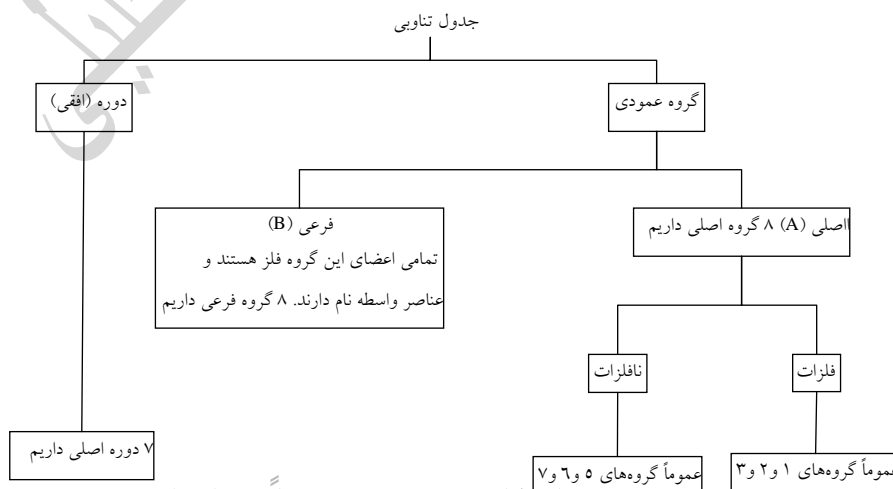 جدول تناوبی
گروه عمودی
دوره (افقی)
ااصلی (A) ۸ گروه اصلی داریم
فرعی (B)
تمامی اعضای این گروه فلز هستند و
عناصر واسطه نام دارند. ۸ گروه فرعی داریم
فلزات
نافلزات
عموماً گروه‌های ۱ و۲ و۳
عموماً گروه‌های ۵ و٦ و۷
۷ دوره اصلی داریم